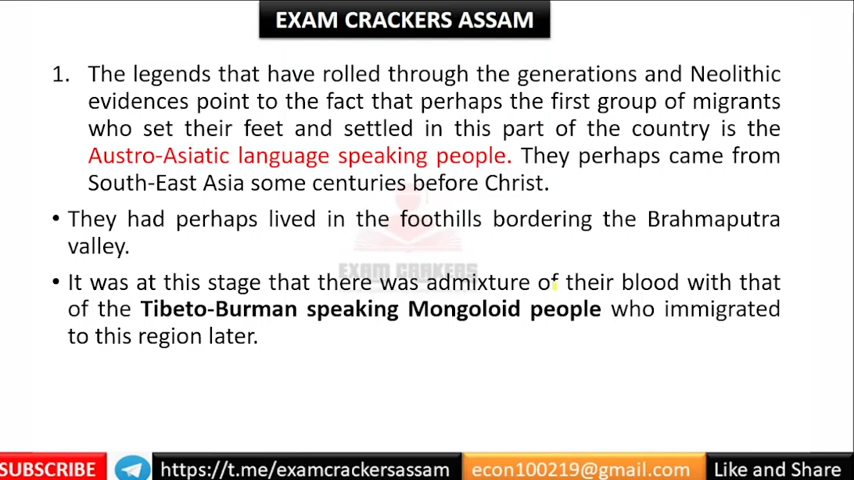 EXAM CRACKERS ASSAM
1. The legends that have rolled through the generations and Neolithic
evidences point to the fact that perhaps the first group of migrants
who set their feet and settled in this part of the country is the
Austro-Asiatic language speaking people. They perhaps came from
South-East Asia some centuries before Christ.
• They had perhaps lived in the foothills bordering the Brahmaputra
valley.
EXAM CRAKERS
• It was at this stage that there was admixture of their blood with that
of the Tibeto-Burman speaking Mongoloid people who immigrated
to this region later.
SUBSCRIBE https://t.me/examcrackersassam econ100219@gmail.com Like and Share